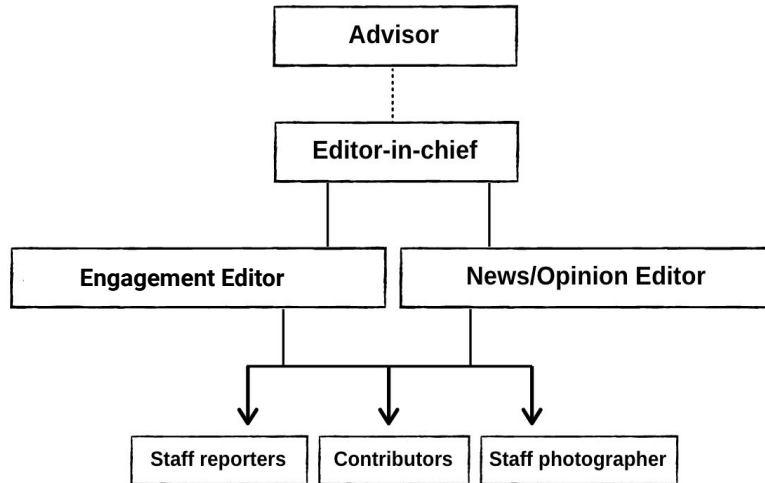 Advisor
Editor-in-chief
Engagement Editor
News/Opinion Editor
Staff reporters
Contributors
Staff photographer